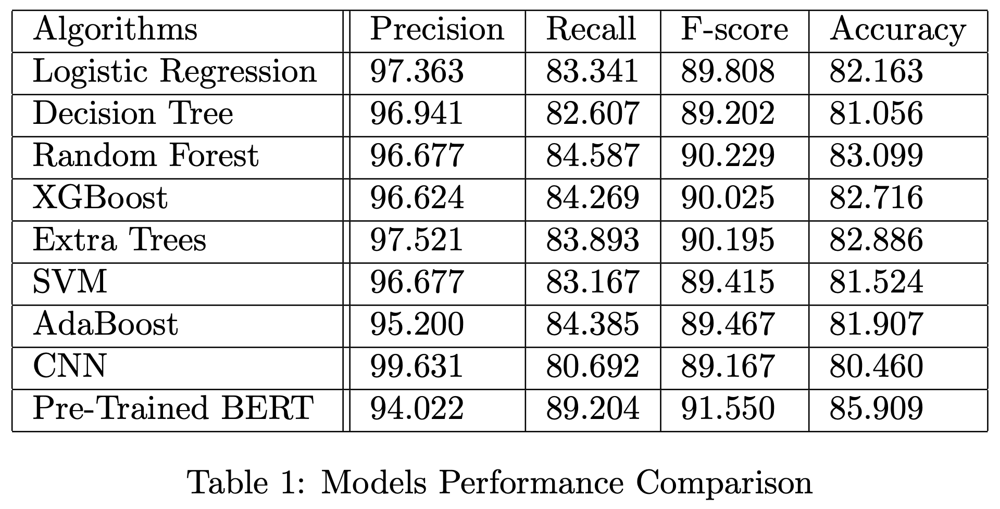 Algorithms Precision Recall F-score Accuracy
Logistic Regression 97.363 83.341 89.808 82.163
Decision Tree 96.941 82.607 89.202 81.056
Random Forest 96.677 84.587 90.229 83.099
XGBoost 96.624 84.269 90.025 82.716
Extra Trees 97.521 83.893 90.195 82.886
SVM 96.677 83.167 89.415 81.524
AdaBoost 95.200 84.385 89.467 81.907
CNN 99.631 80.692 89.167 80.460
Pre-Trained BERT 94.022 89.204 91.550 85.909
Table 1: Models Performance Comparison